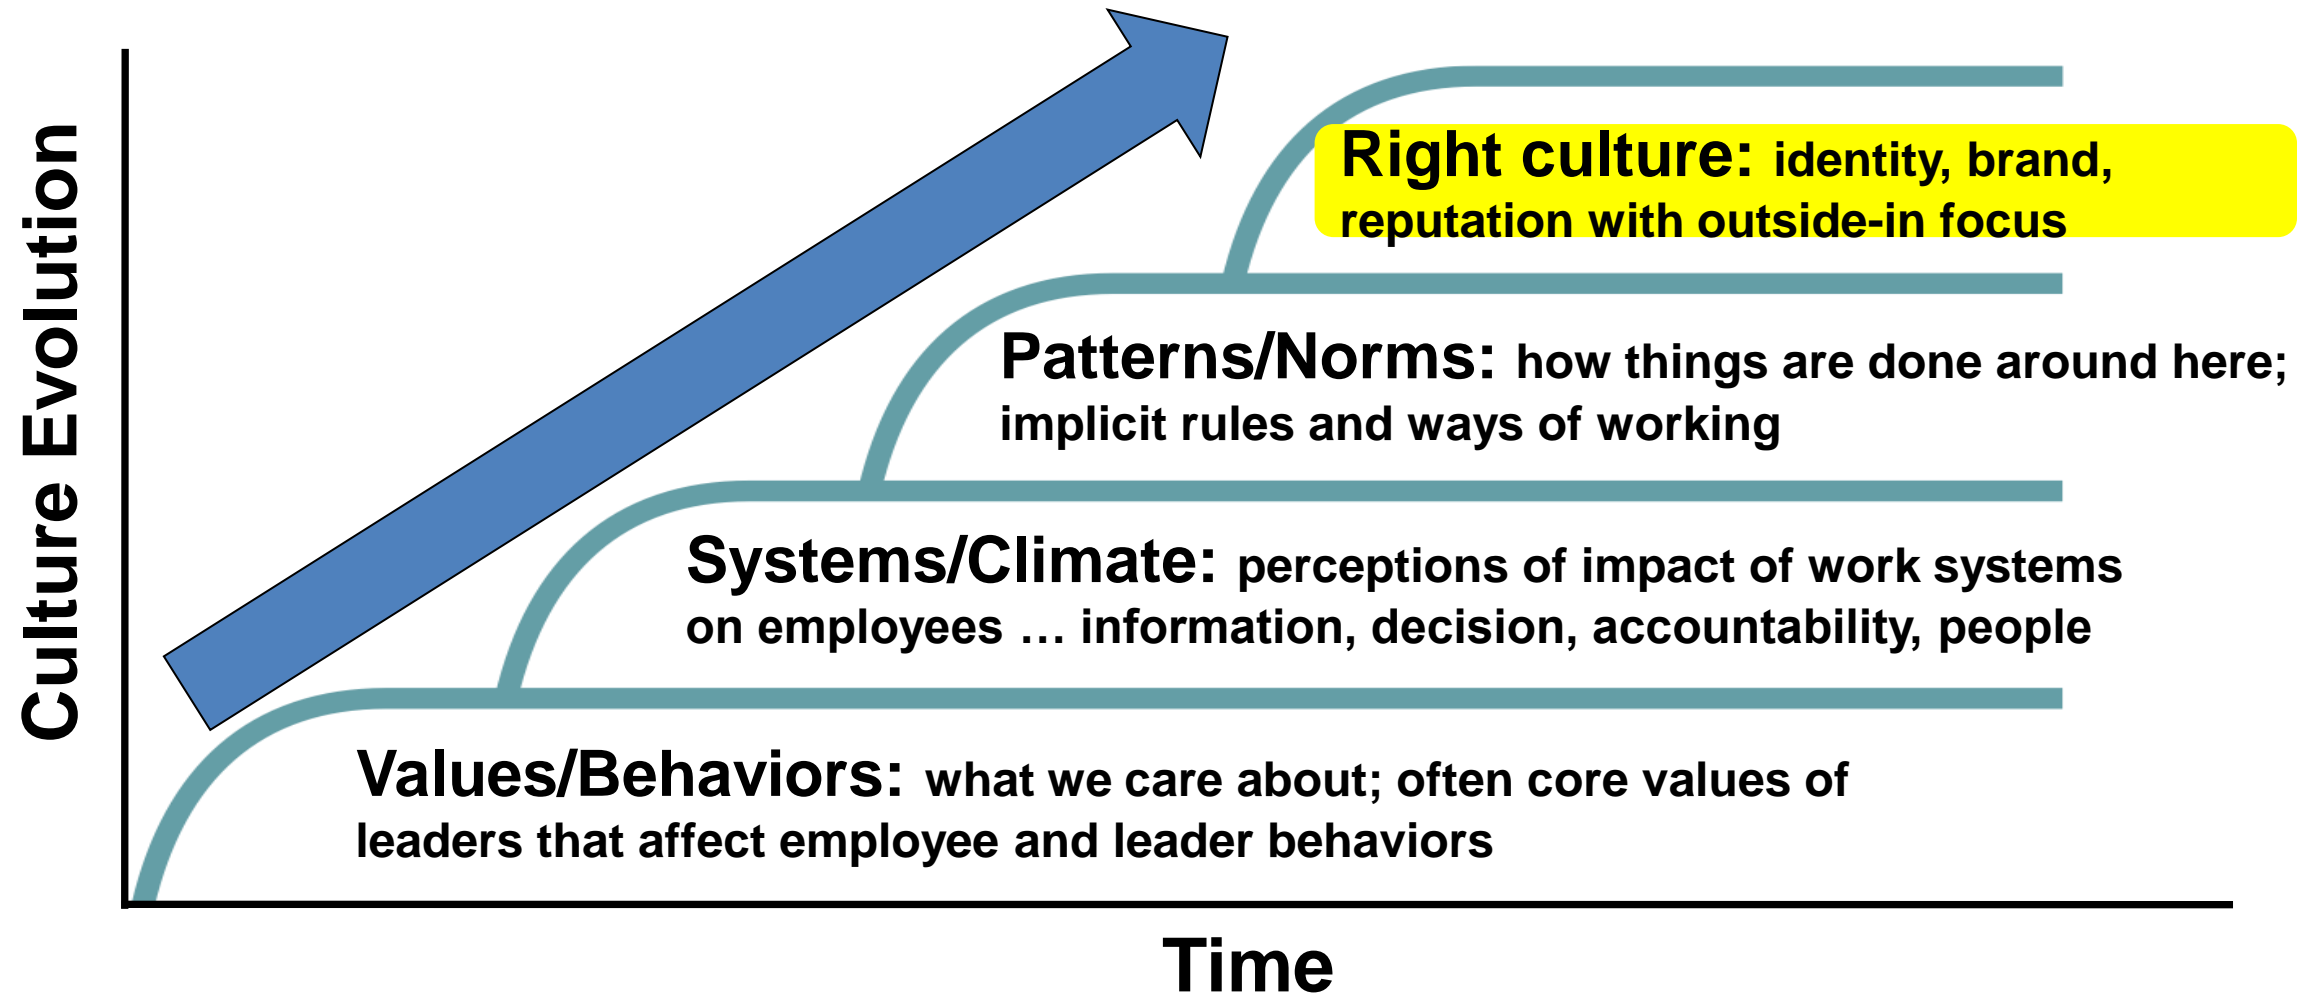 Culture Evolution
Right culture: identity, brand,
reputation with outside-in focus
Patterns/Norms: how things are done around here;
implicit rules and ways of working
Systems/Climate: perceptions of impact of work systems
on employees … information, decision, accountability, people
Values/Behaviors: what we care about; often core values of
leaders that affect employee and leader behaviors
Time